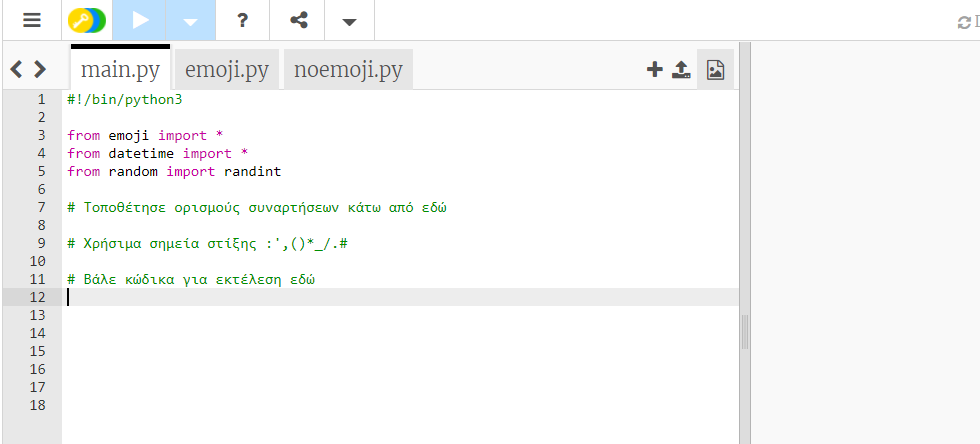 ?
main.py emoji.py noemoji.py
1 #!/bin/python3
2
3 from emoji import *
4 from datetime import *
5 from random import randint
6
7 # Τοποθέτησε ορισμούς συναρτήσεων κάτω από εδώ
8
9 # Χρήσιμα σημεία στίξης :',()*_/.#
10
11 # Βάλε κώδικα για εκτέλεση εδώ
12
13
14
15
16
17
18